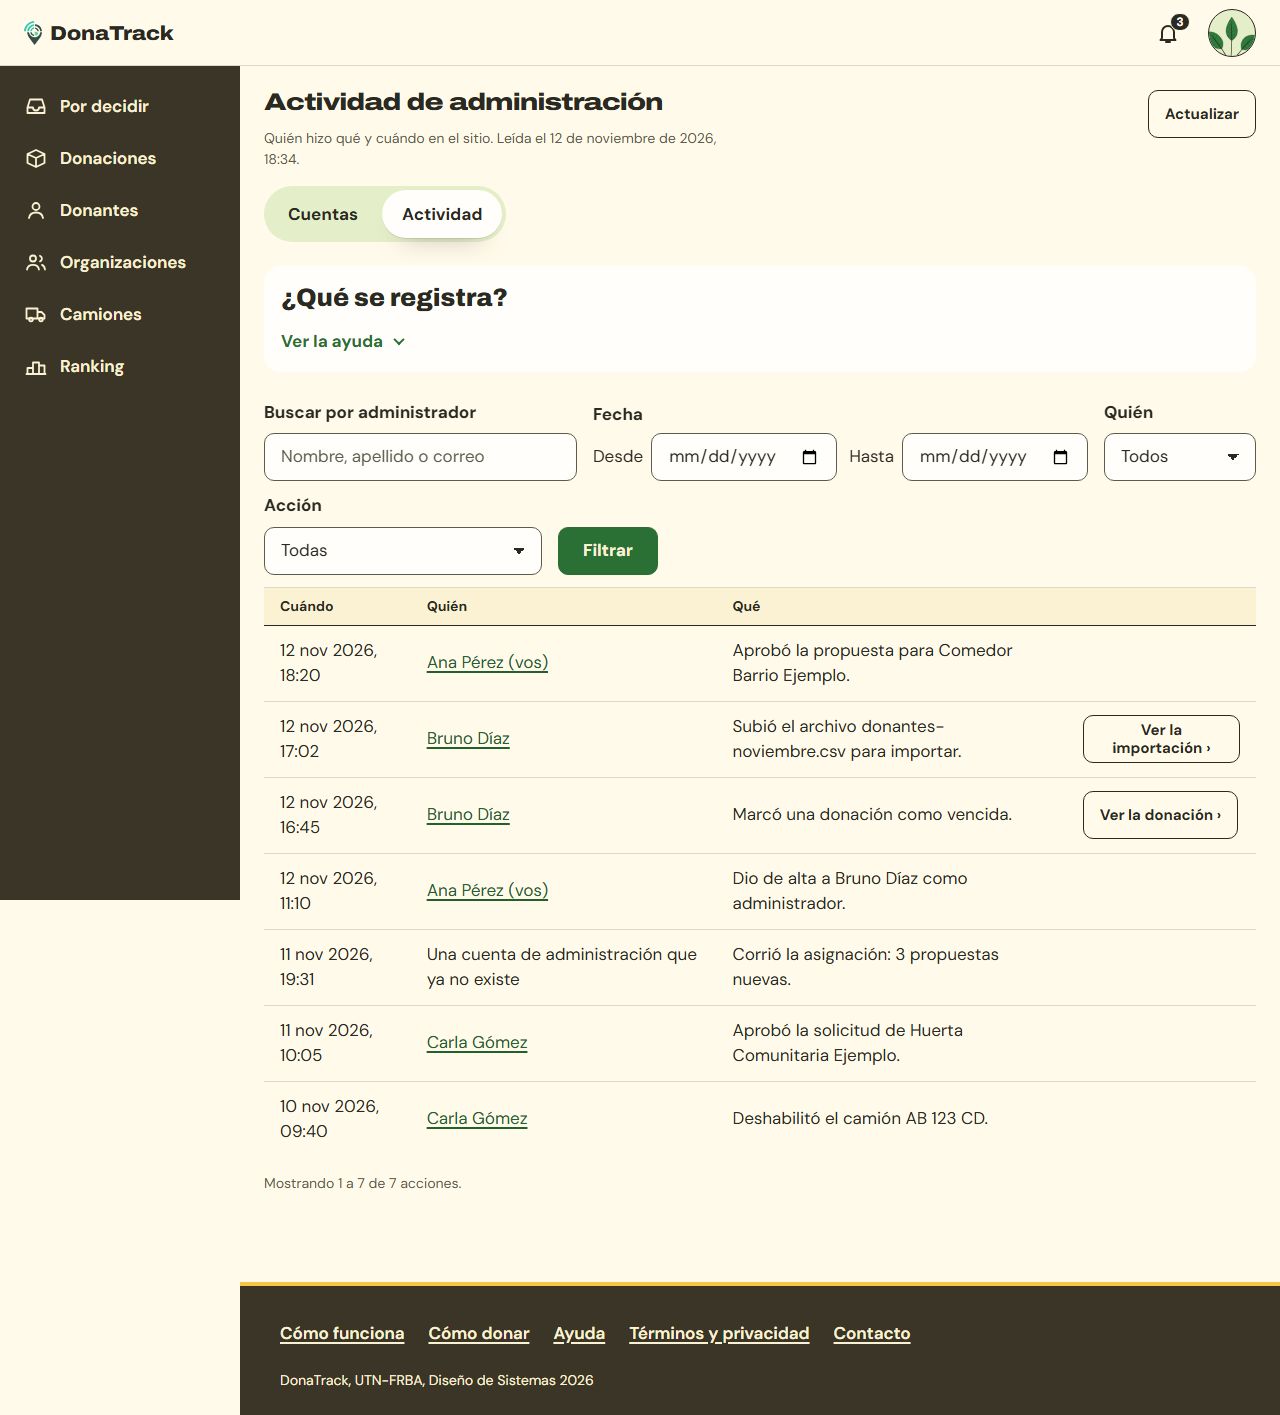 DonaTrack
3
Por decidir
Donaciones
Donantes
Organizaciones
Camiones
Ranking
Actividad de administración
Actualizar
Quién hizo qué y cuándo en el sitio. Leída el 12 de noviembre de 2026,
18:34.
Cuentas
Actividad
¿Qué se registra?
Ver la ayuda
Buscar por administrador
Fecha
Quién
Nombre, apellido o correo
Desde
mm/dd/yyyy
Hasta
mm/dd/yyyy
Todos
Acción
Todas
Filtrar
Cuándo
Quién
Qué
12 nov 2026,
18:20
Ana Pérez (vos)
Aprobó la propuesta para Comedor
Barrio Ejemplo.
12 nov 2026,
17:02
Bruno Díaz
Subió el archivo donantes-
noviembre.csv para importar.
Ver la
importación ›
12 nov 2026,
16:45
Bruno Díaz
Marcó una donación como vencida.
Ver la donación ›
12 nov 2026,
11:10
Ana Pérez (vos)
Dio de alta a Bruno Díaz como
administrador.
11 nov 2026,
19:31
Una cuenta de administración que
ya no existe
Corrió la asignación: 3 propuestas
nuevas.
11 nov 2026,
10:05
Carla Gómez
Aprobó la solicitud de Huerta
Comunitaria Ejemplo.
10 nov 2026,
09:40
Carla Gómez
Deshabilitó el camión AB 123 CD.
Mostrando 1 a 7 de 7 acciones.
Cómo funciona
Cómo donar
Ayuda
Términos y privacidad
Contacto
DonaTrack, UTN-FRBA, Diseño de Sistemas 2026